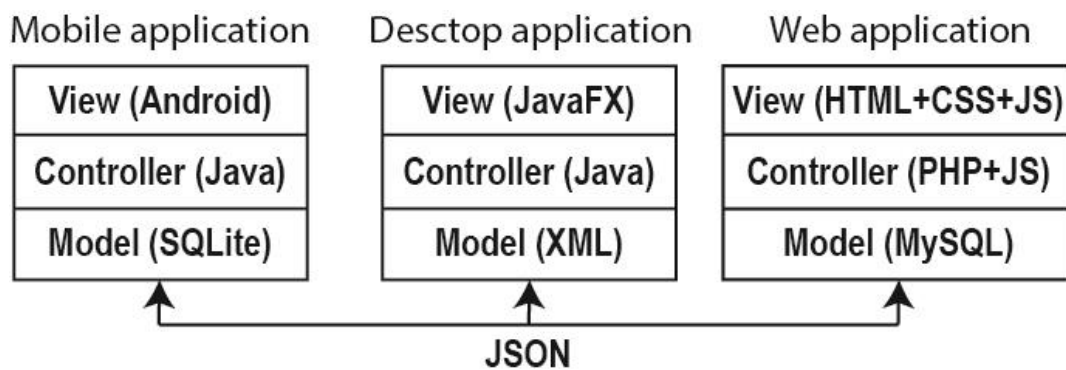 Mobile application
View (Android)
Controller (Java)
Model (SQLite)
Desctop application
View (JavaFX)
Controller (Java)
Model (XML)
Web application
View (HTML+CSS+JS)
Controller (PHP+JS)
Model (MySQL)
JSON